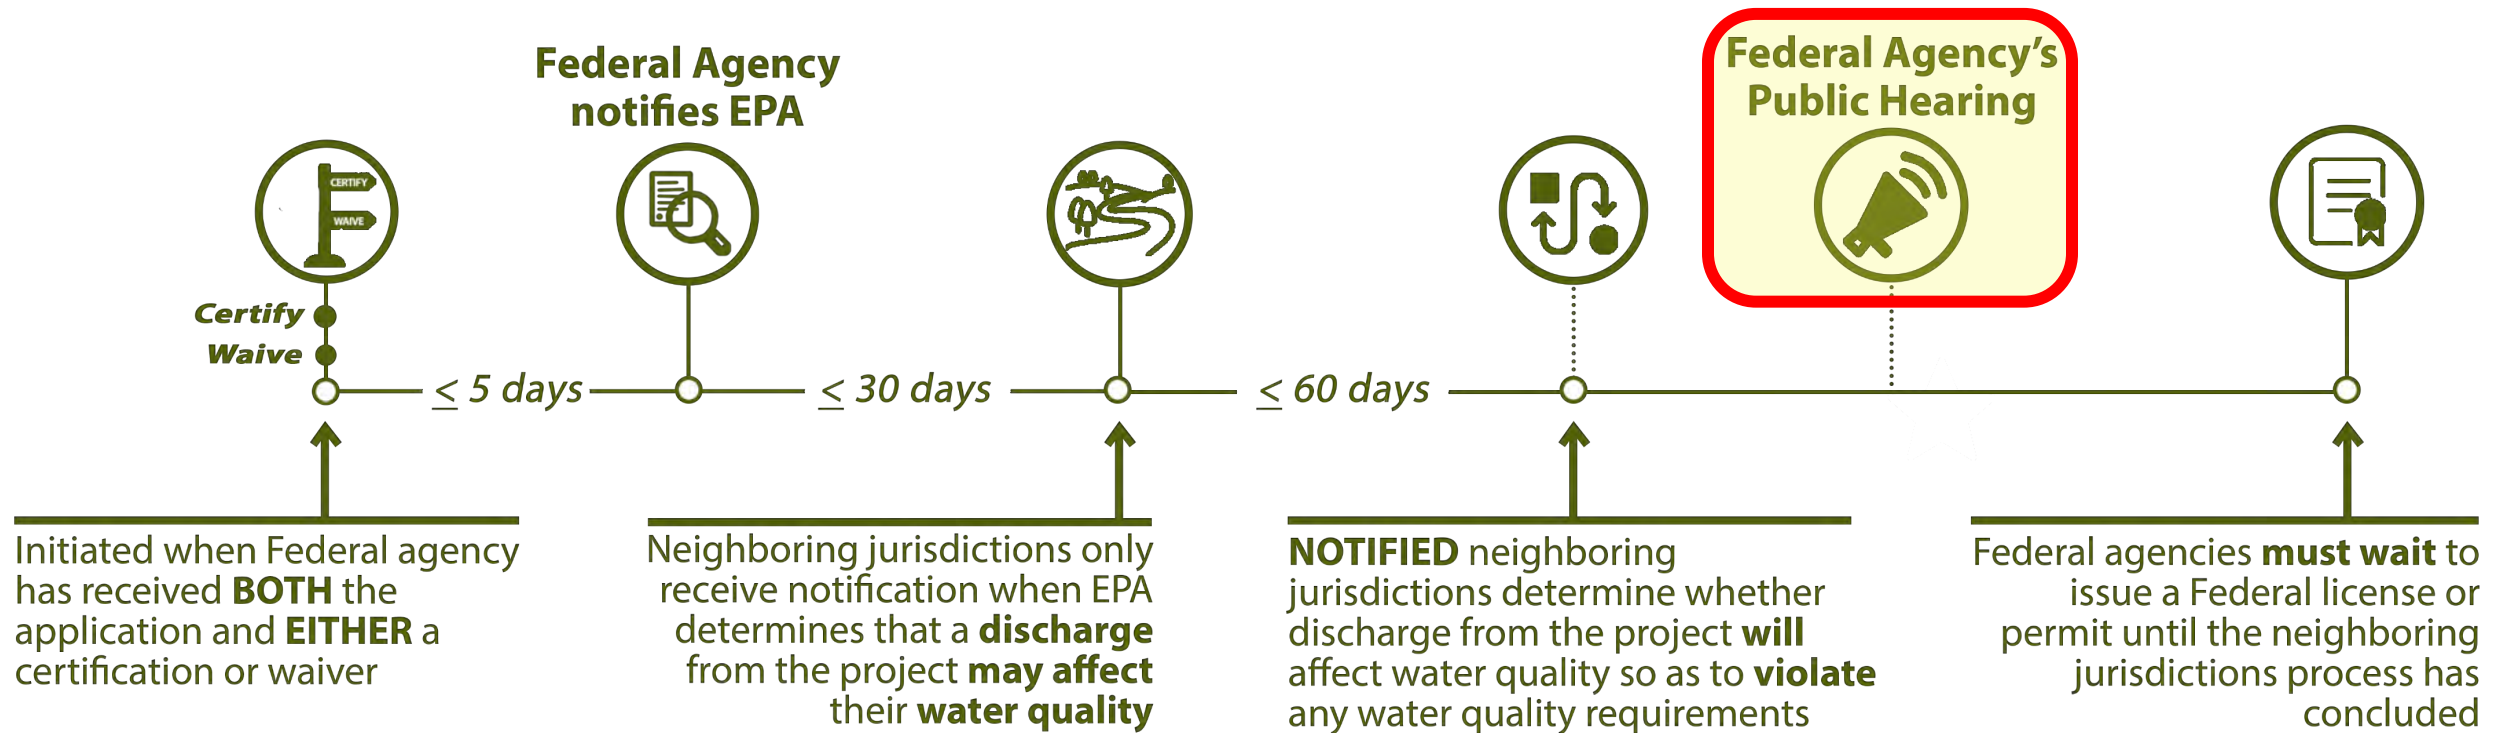 Federal Agency
notifies EPA
Federal Agency's
Public Hearing
CERTIFY
WAIVE
Certify
Waive
≤ 5 days
≤ 30 days
≤ 60 days
Initiated when Federal agency
has received BOTH the
application and EITHER a
certification or waiver
Neighboring jurisdictions only
receive notification when EPA
determines that a discharge
from the project may affect
their water quality
NOTIFIED neighboring
jurisdictions determine whether
discharge from the project will
affect water quality so as to violate
any water quality requirements
Federal agencies must wait to
issue a Federal license or
permit until the neighboring
jurisdictions process has
concluded